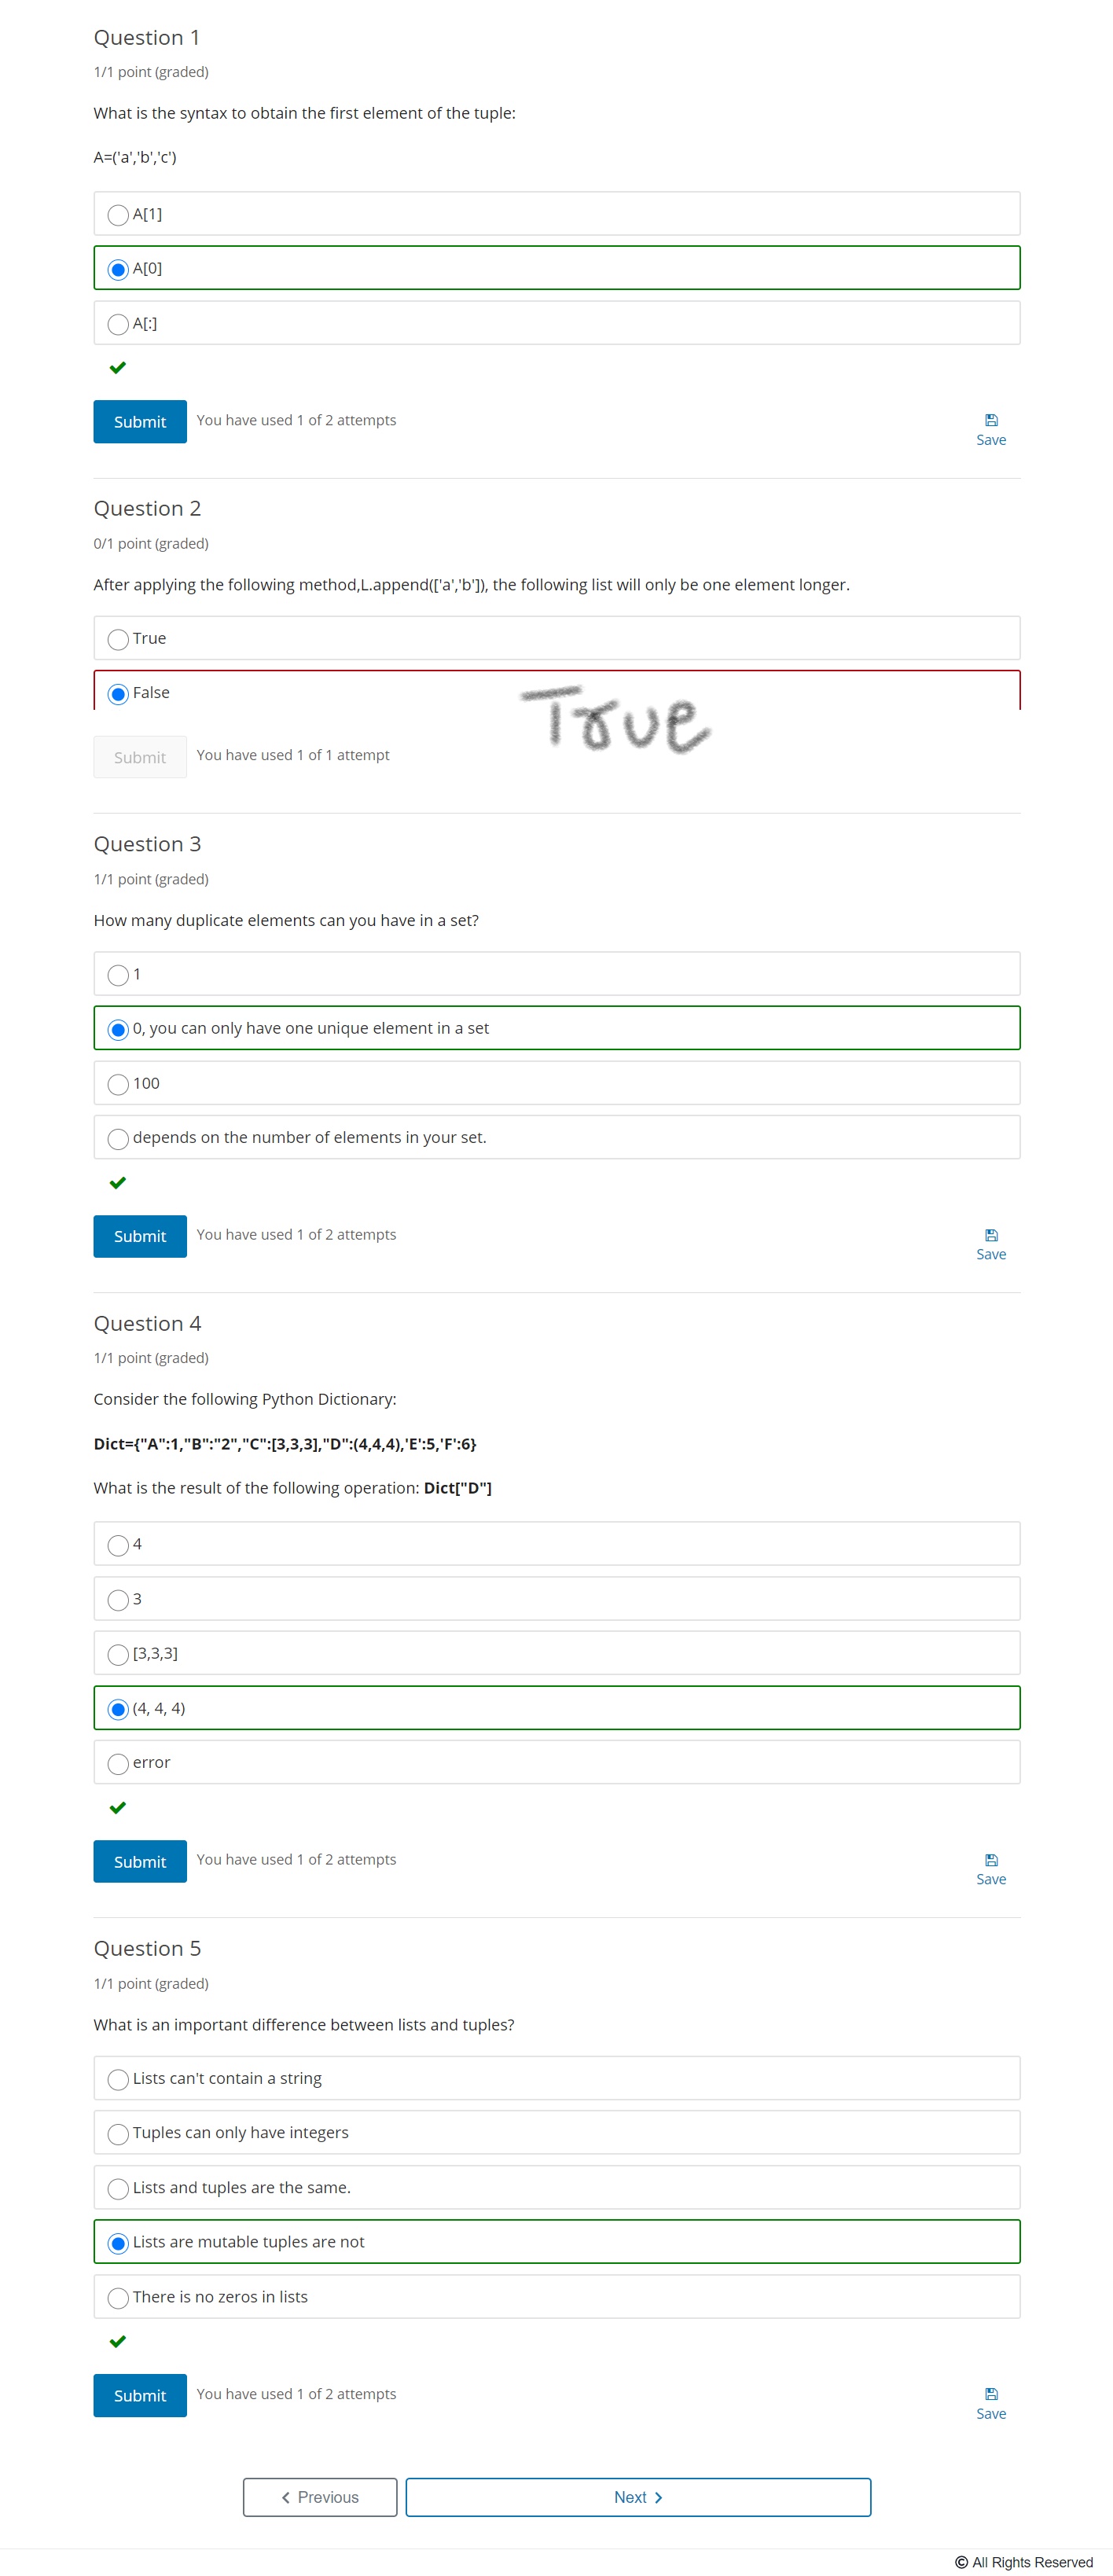 Question 1
1/1 point (graded)
What is the syntax to obtain the first element of the tuple:
A=('a','b','c')
A[1]
A[0]
A[:]
Submit You have used 1 of 2 attempts
Save
Question 2
0/1 point (graded)
After applying the following method,L.append(['a','b']), the following list will only be one element longer.
True
False
True
Submit You have used 1 of 1 attempt
Question 3
1/1 point (graded)
How many duplicate elements can you have in a set?
1
0, you can only have one unique element in a set
100
depends on the number of elements in your set.
Submit You have used 1 of 2 attempts
Save
Question 4
1/1 point (graded)
Consider the following Python Dictionary:
Dict={"A":1,"B":"2","C":[3,3,3],"D":(4,4,4),'E':5,'F':6}
What is the result of the following operation: Dict["D"]
4
3
[3,3,3]
(4, 4, 4)
error
Submit You have used 1 of 2 attempts
Save
Question 5
1/1 point (graded)
What is an important difference between lists and tuples?
Lists can't contain a string
Tuples can only have integers
Lists and tuples are the same.
Lists are mutable tuples are not
There is no zeros in lists
Submit You have used 1 of 2 attempts
Save
Previous Next
© All Rights Reserved